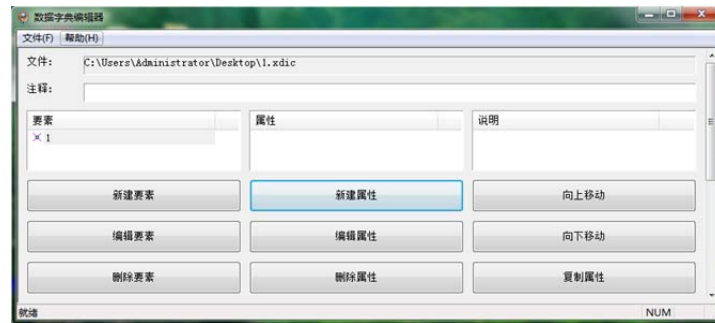 数据字典编辑器
文件(F) 帮助(H)
文件: C:\Users\Administrator\Desktop\1.xdic
注释:
要素 属性 说明
1
新建要素 新建属性 向上移动
编辑要素 编辑属性 向下移动
删除要素 删除属性 复制属性
就绪 NUM